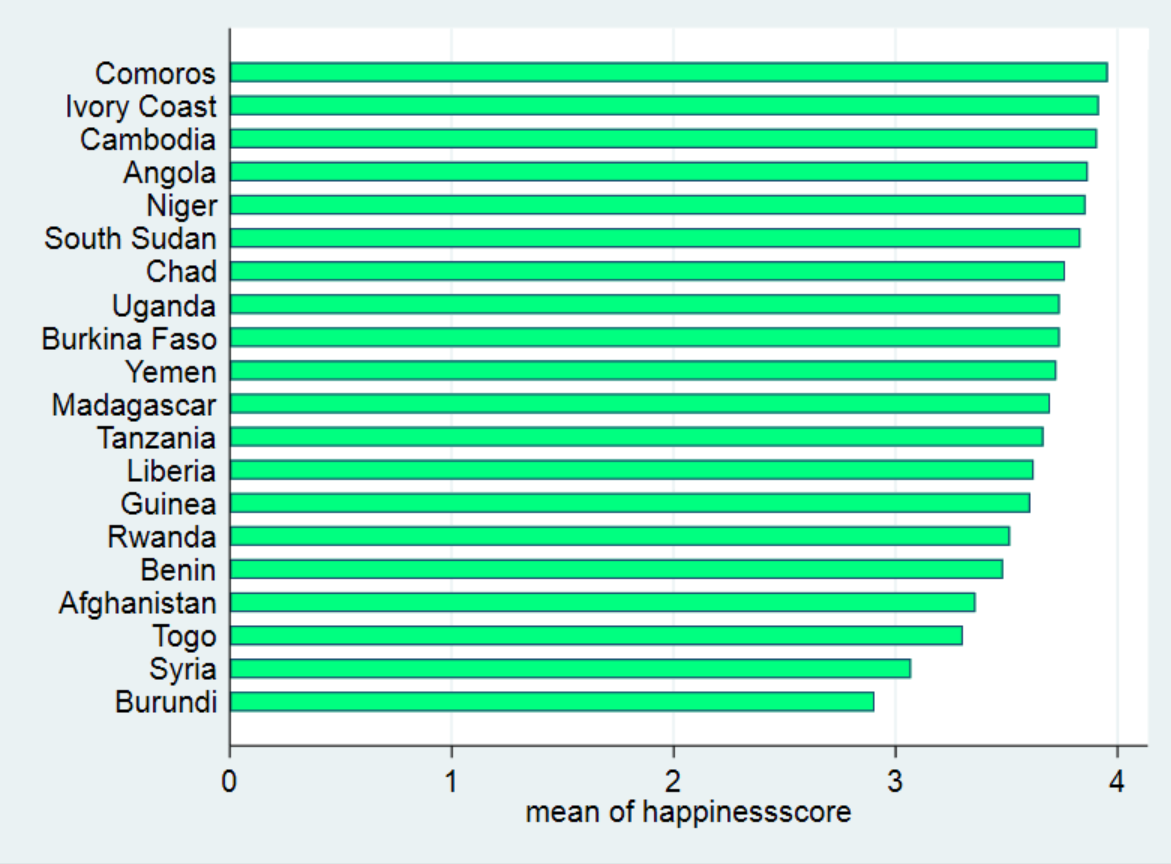 Comoros
Ivory Coast
Cambodia
Angola
Niger
South Sudan
Chad
Uganda
Burkina Faso
Yemen
Madagascar
Tanzania
Liberia
Guinea
Rwanda
Benin
Afghanistan
Togo
Syria
Burundi
0 1 2 3 4
mean of happinessscore